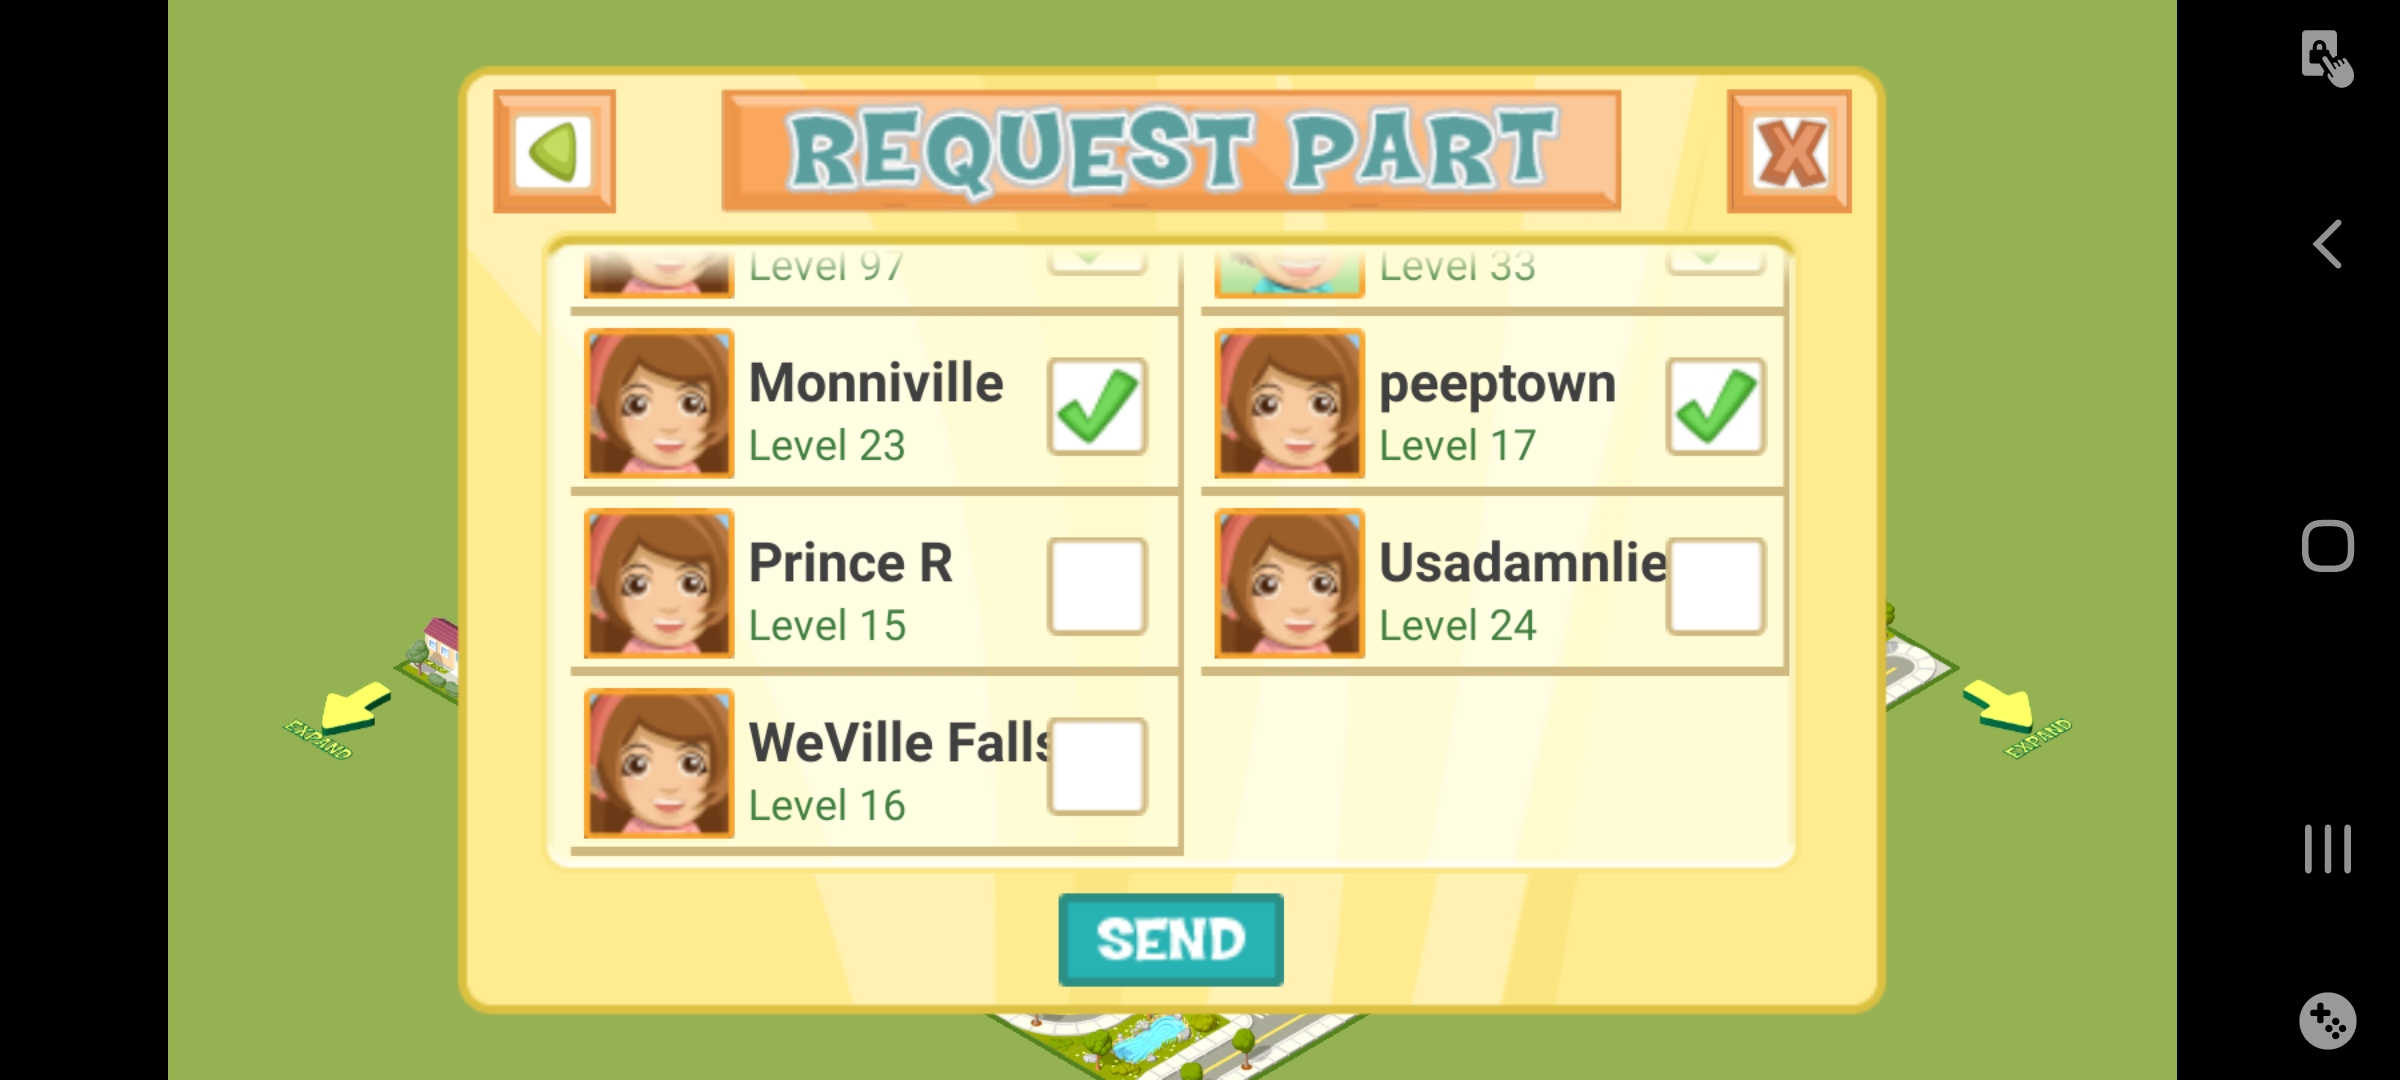 REQUEST PART
X
Level 97
Level 33
Monniville
Level 23
peeptown
Level 17
Prince R
Level 15
Usadamnlie
Level 24
WeVille Falls
Level 16
EXPAND
EXPAND
SEND